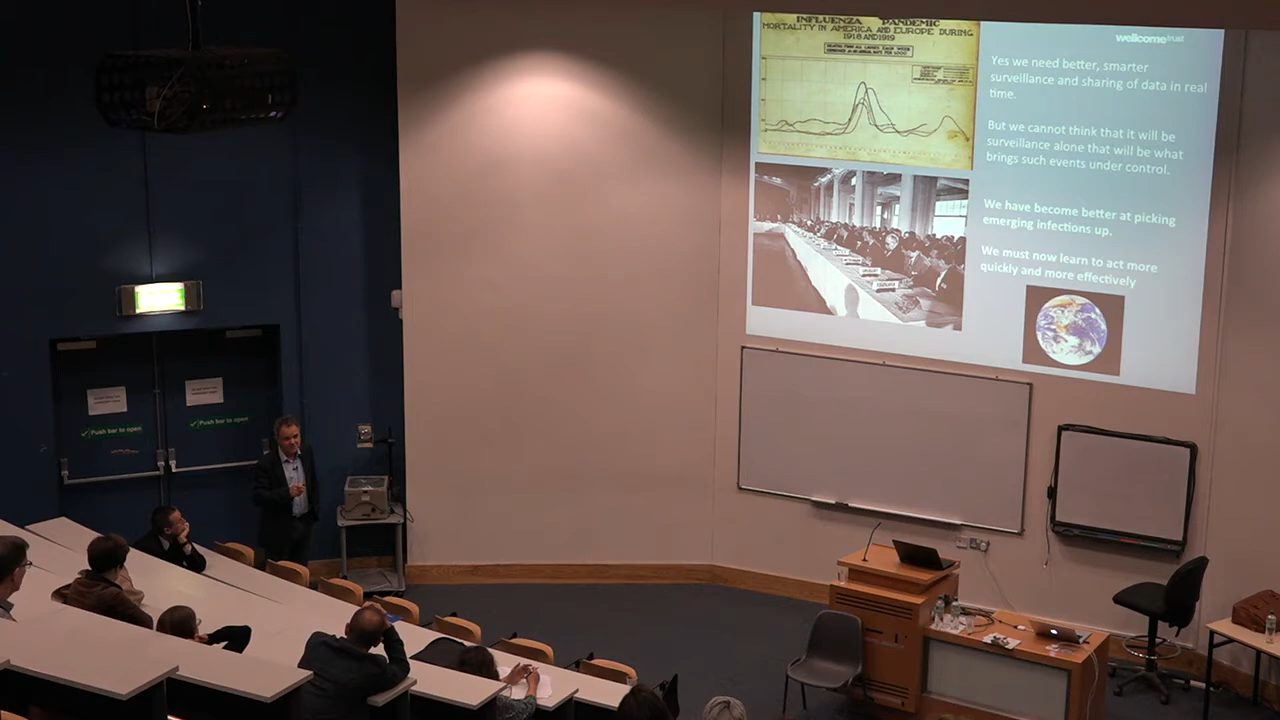 INFLUENZA PANDEMIC
MORTALITY IN AMERICA AND EUROPE DURING
1918 AND 1919
wellcometrust
Yes we need better, smarter
surveillance and sharing of data in real
time.
But we cannot think that it will be
surveillance alone that will be what
brings such events under control.
We have become better at picking
emerging infections up.
We must now learn to act more
quickly and more effectively
Push bar to open
Push bar to open